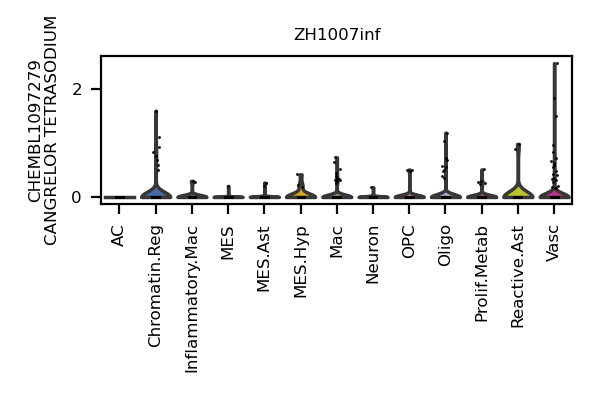 ZH1007inf
CHEMBL1097279
CANGRELOR TETRASODIUM
2
0
AC
Chromatin.Reg
Inflammatory.Mac
MES
MES.Ast
MES.Hyp
Mac
Neuron
OPC
Oligo
Prolif.Metab
Reactive.Ast
Vasc